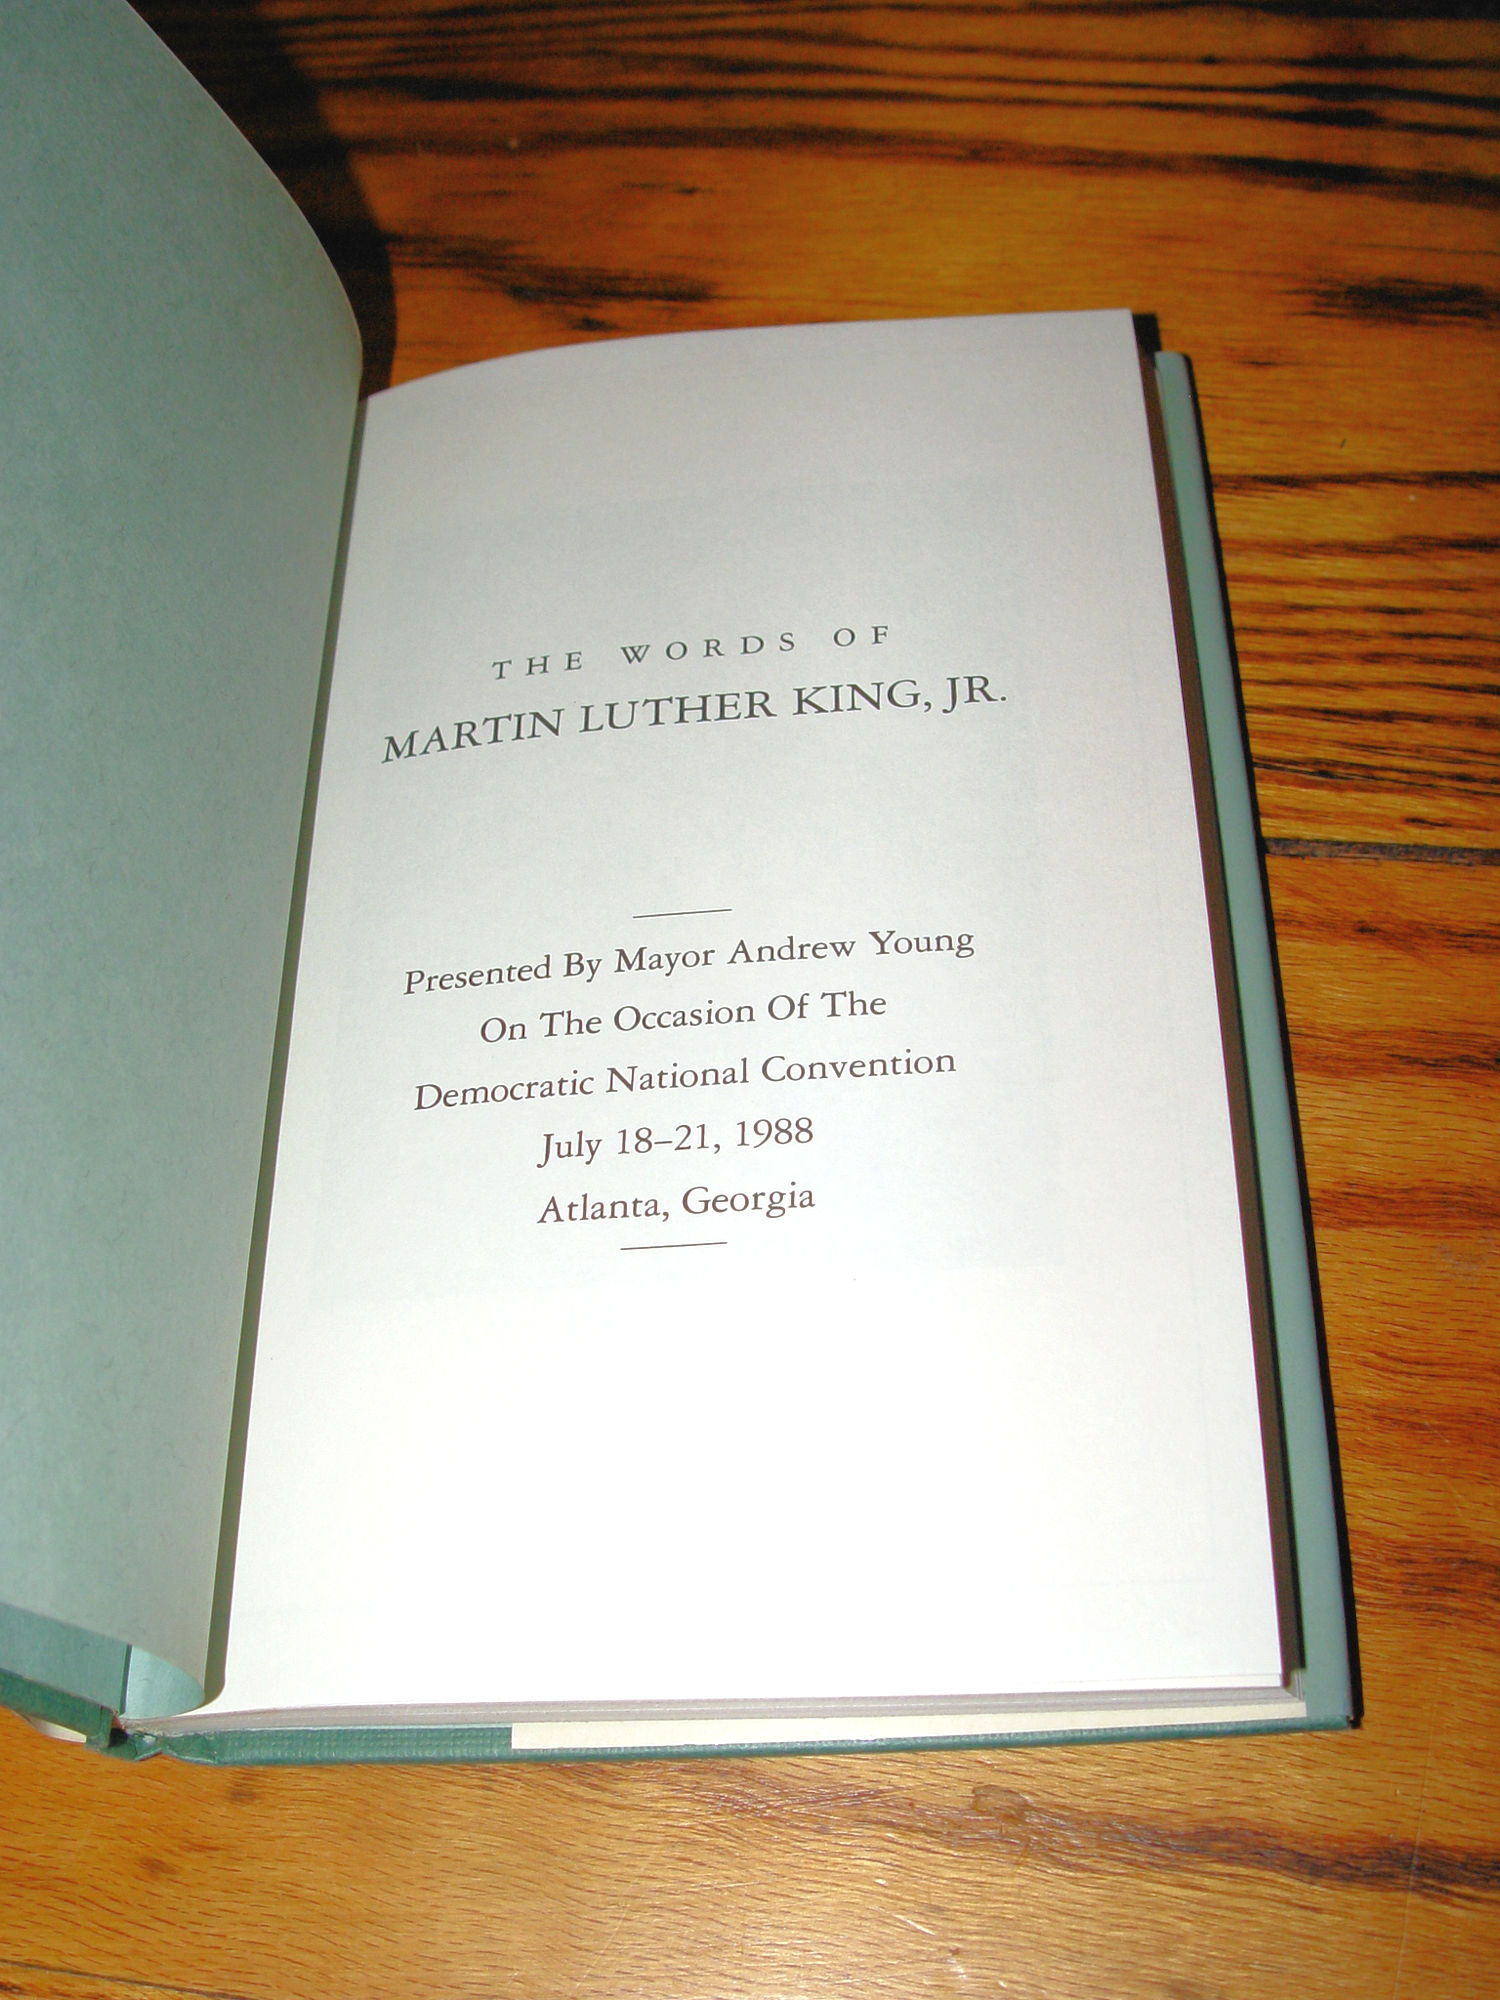 THE WORDS OF
MARTIN LUTHER KING, JR.
Presented By Mayor Andrew Young
On The Occasion Of The
Democratic National Convention
July 18–21, 1988
Atlanta, Georgia